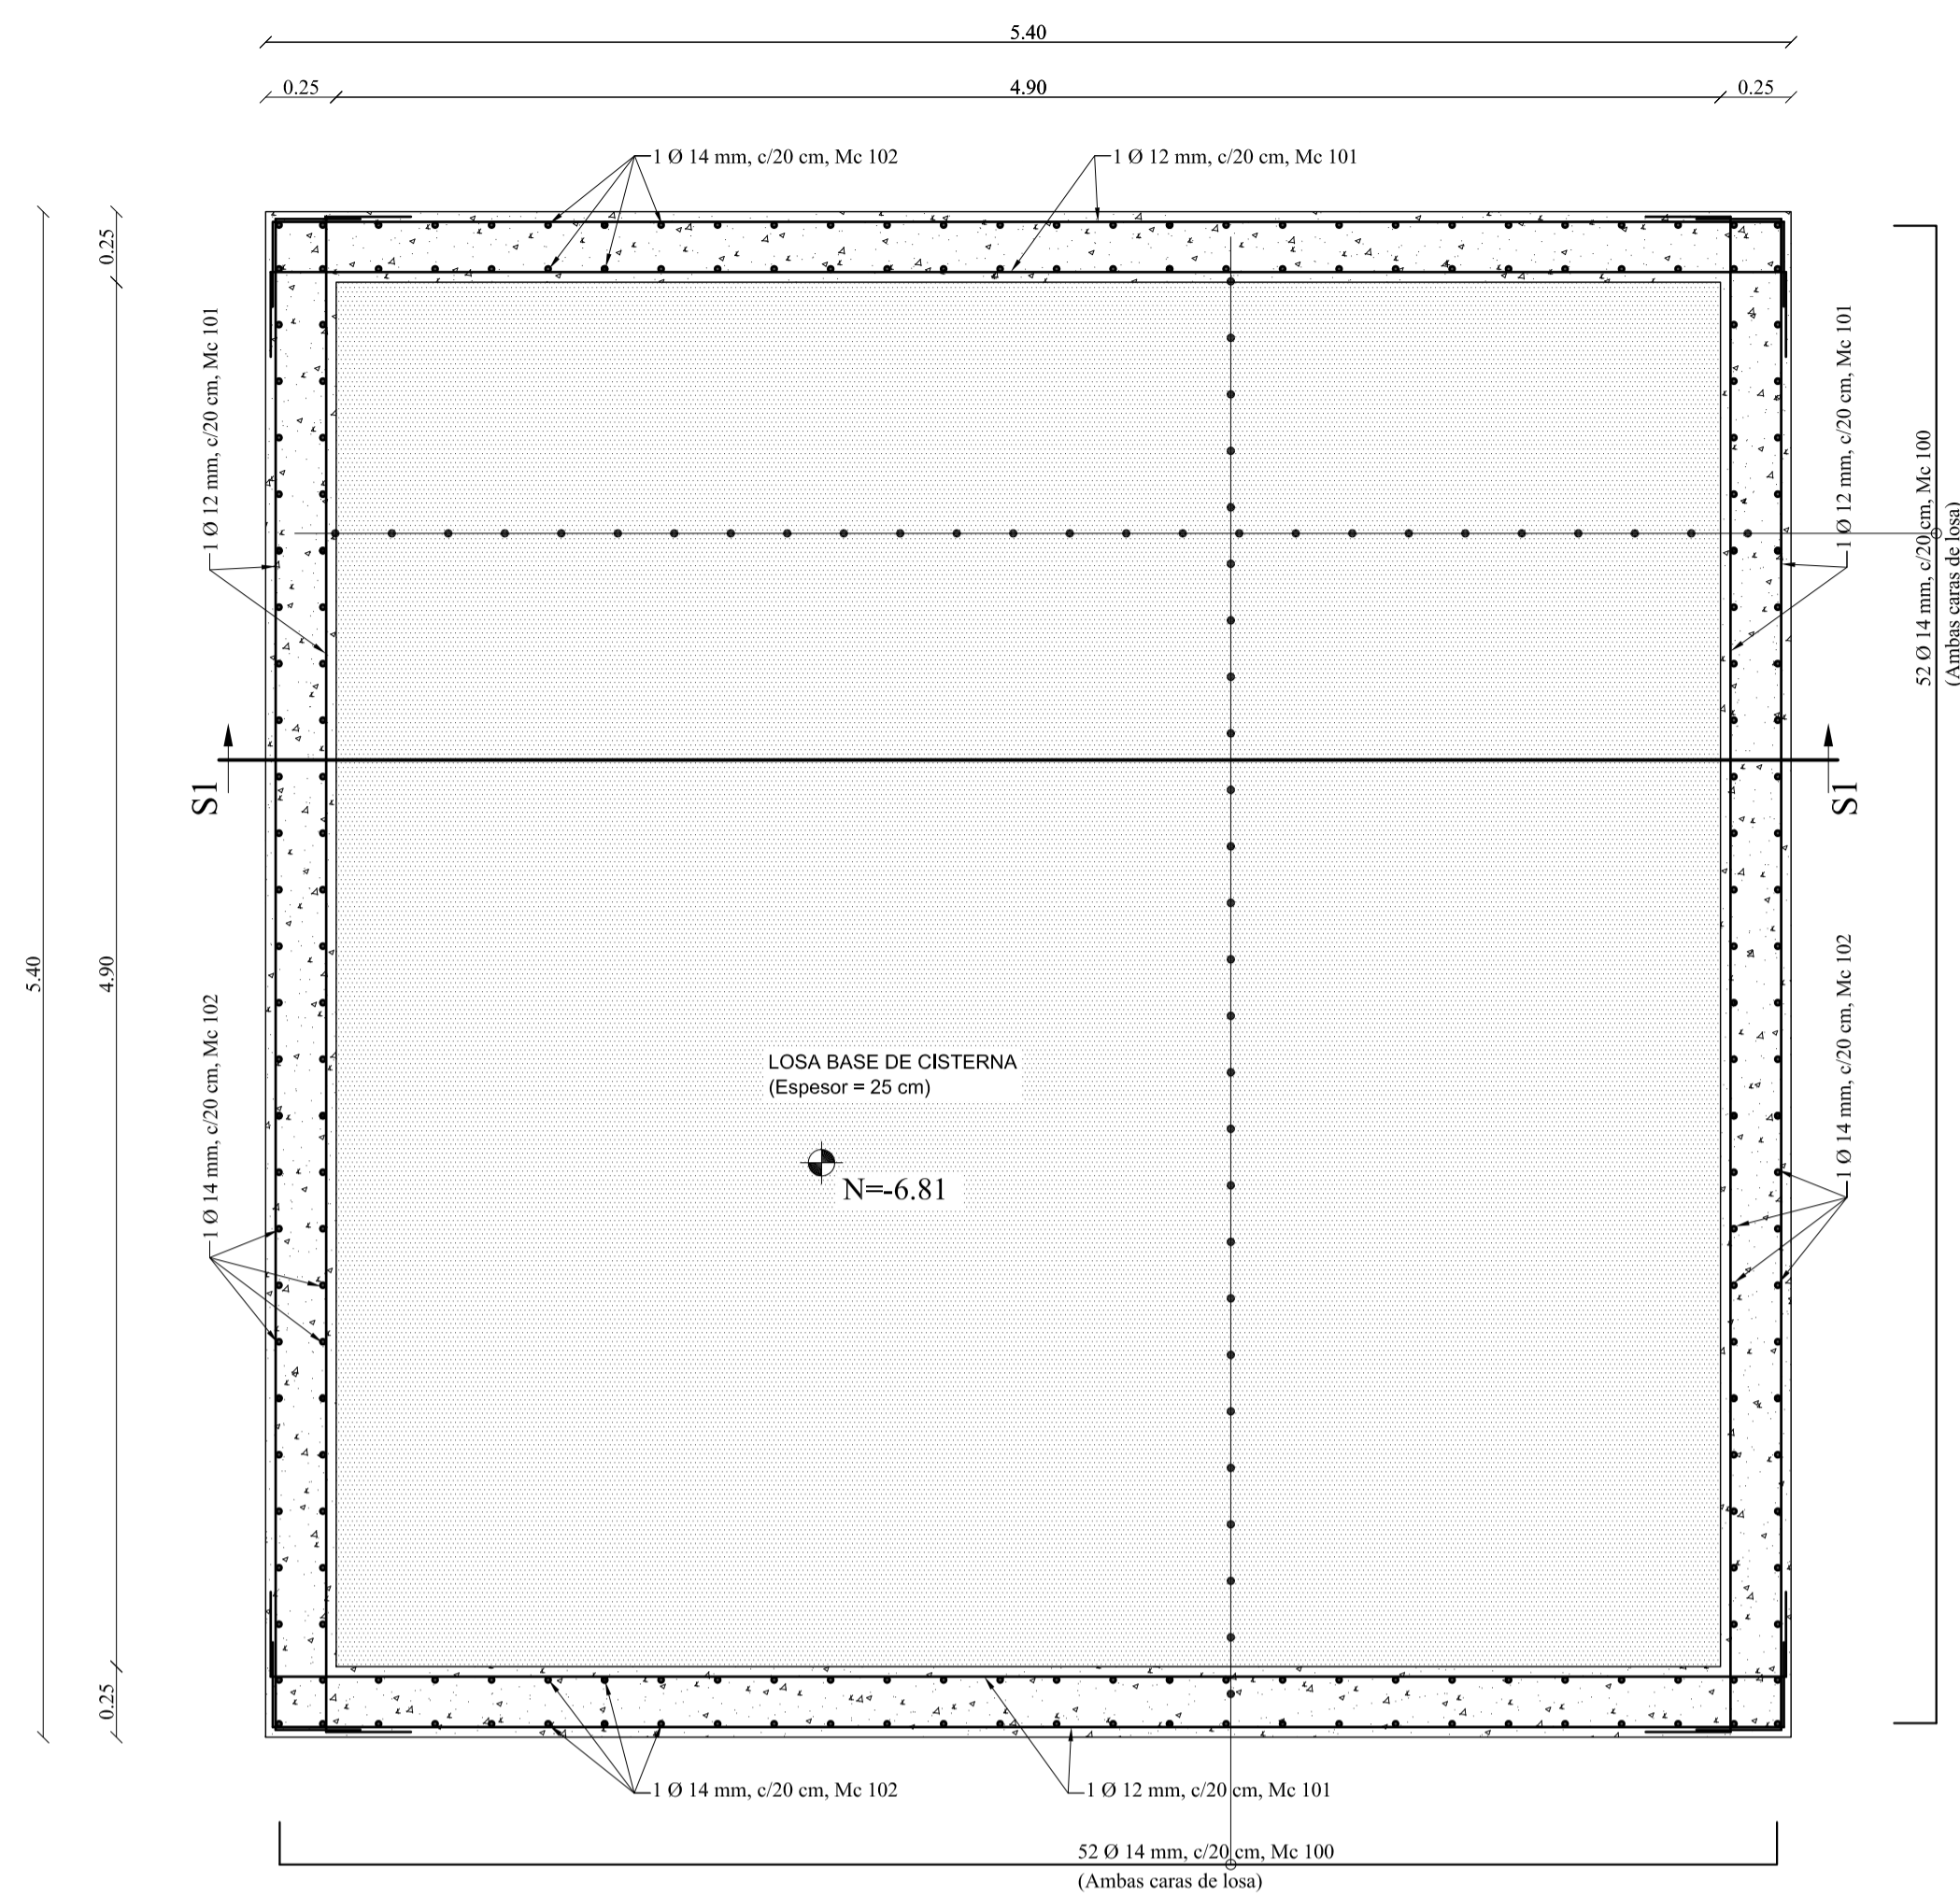 5.40
0.25
4.90
0.25
1 Ø 14 mm, c/20 cm, Mc 102
1 Ø 12 mm, c/20 cm, Mc 101
0.25
1 Ø 12 mm, c/20 cm, Mc 101
1 Ø 12 mm, c/20 cm, Mc 101
52 Ø 14 mm, c/20 cm, Mc 100
(Ambas caras de losa)
S1
S1
5.40
4.90
1 Ø 14 mm, c/20 cm, Mc 102
1 Ø 14 mm, c/20 cm, Mc 102
LOSA BASE DE CISTERNA
(Espesor = 25 cm)
N=-6.81
0.25
1 Ø 14 mm, c/20 cm, Mc 102
1 Ø 12 mm, c/20 cm, Mc 101
52 Ø 14 mm, c/20 cm, Mc 100
(Ambas caras de losa)